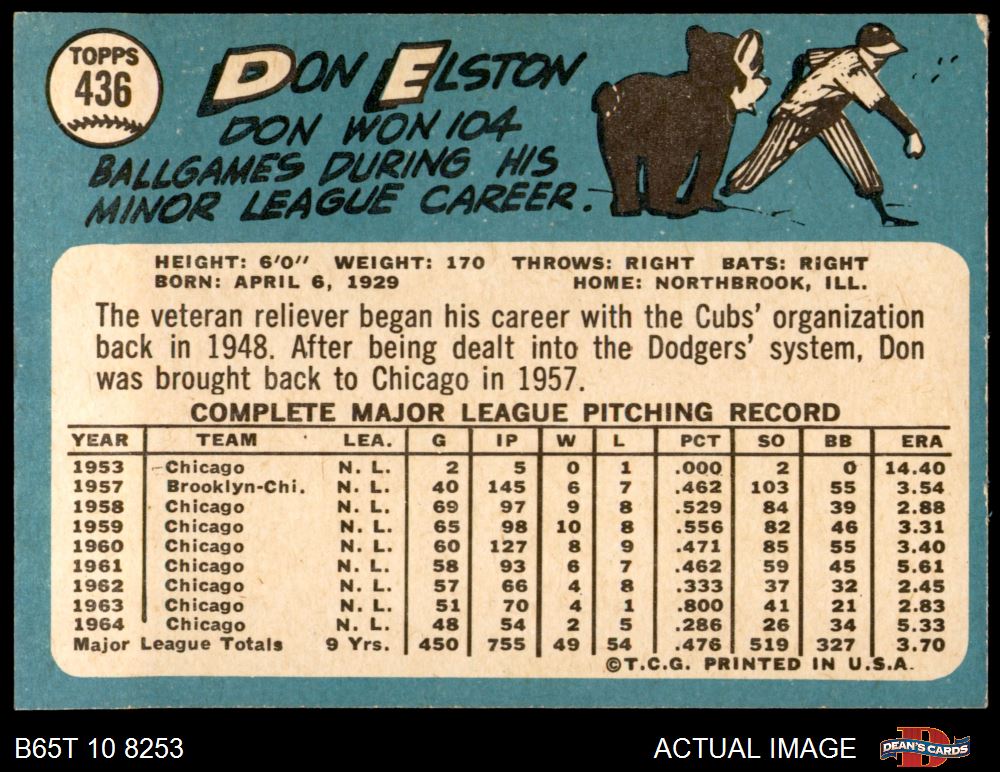 TOPPS
436
DON ELSTON
DON WON 104
BALLGAMES DURING HIS
MINOR LEAGUE CAREER.
HEIGHT: 6'0" WEIGHT: 170 THROWS: RIGHT BATS: RIGHT
BORN: APRIL 6, 1929 HOME: NORTHBROOK, ILL.
The veteran reliever began his career with the Cubs' organization
back in 1948. After being dealt into the Dodgers' system, Don
was brought back to Chicago in 1957.
COMPLETE MAJOR LEAGUE PITCHING RECORD
YEAR TEAM LEA. G IP W L PCT SO BB ERA
1953 Chicago N. L. 2 5 0 1 .000 2 0 14.40
1957 Brooklyn-Chi. N. L. 40 145 6 7 .462 103 55 3.54
1958 Chicago N. L. 69 97 9 8 .529 84 39 2.88
1959 Chicago N. L. 65 98 10 8 .556 82 46 3.31
1960 Chicago N. L. 60 127 8 9 .471 85 55 3.40
1961 Chicago N. L. 58 93 6 7 .462 59 45 5.61
1962 Chicago N. L. 57 66 4 8 .333 37 32 2.45
1963 Chicago N. L. 51 70 4 1 .800 41 21 2.83
1964 Chicago N. L. 48 54 2 5 .286 26 34 5.33
Major League Totals 9 Yrs. 450 755 49 54 .476 519 327 3.70
©T.C.G. PRINTED IN U.S.A.
B65T 10 8253 ACTUAL IMAGE DEAN'S CARDS